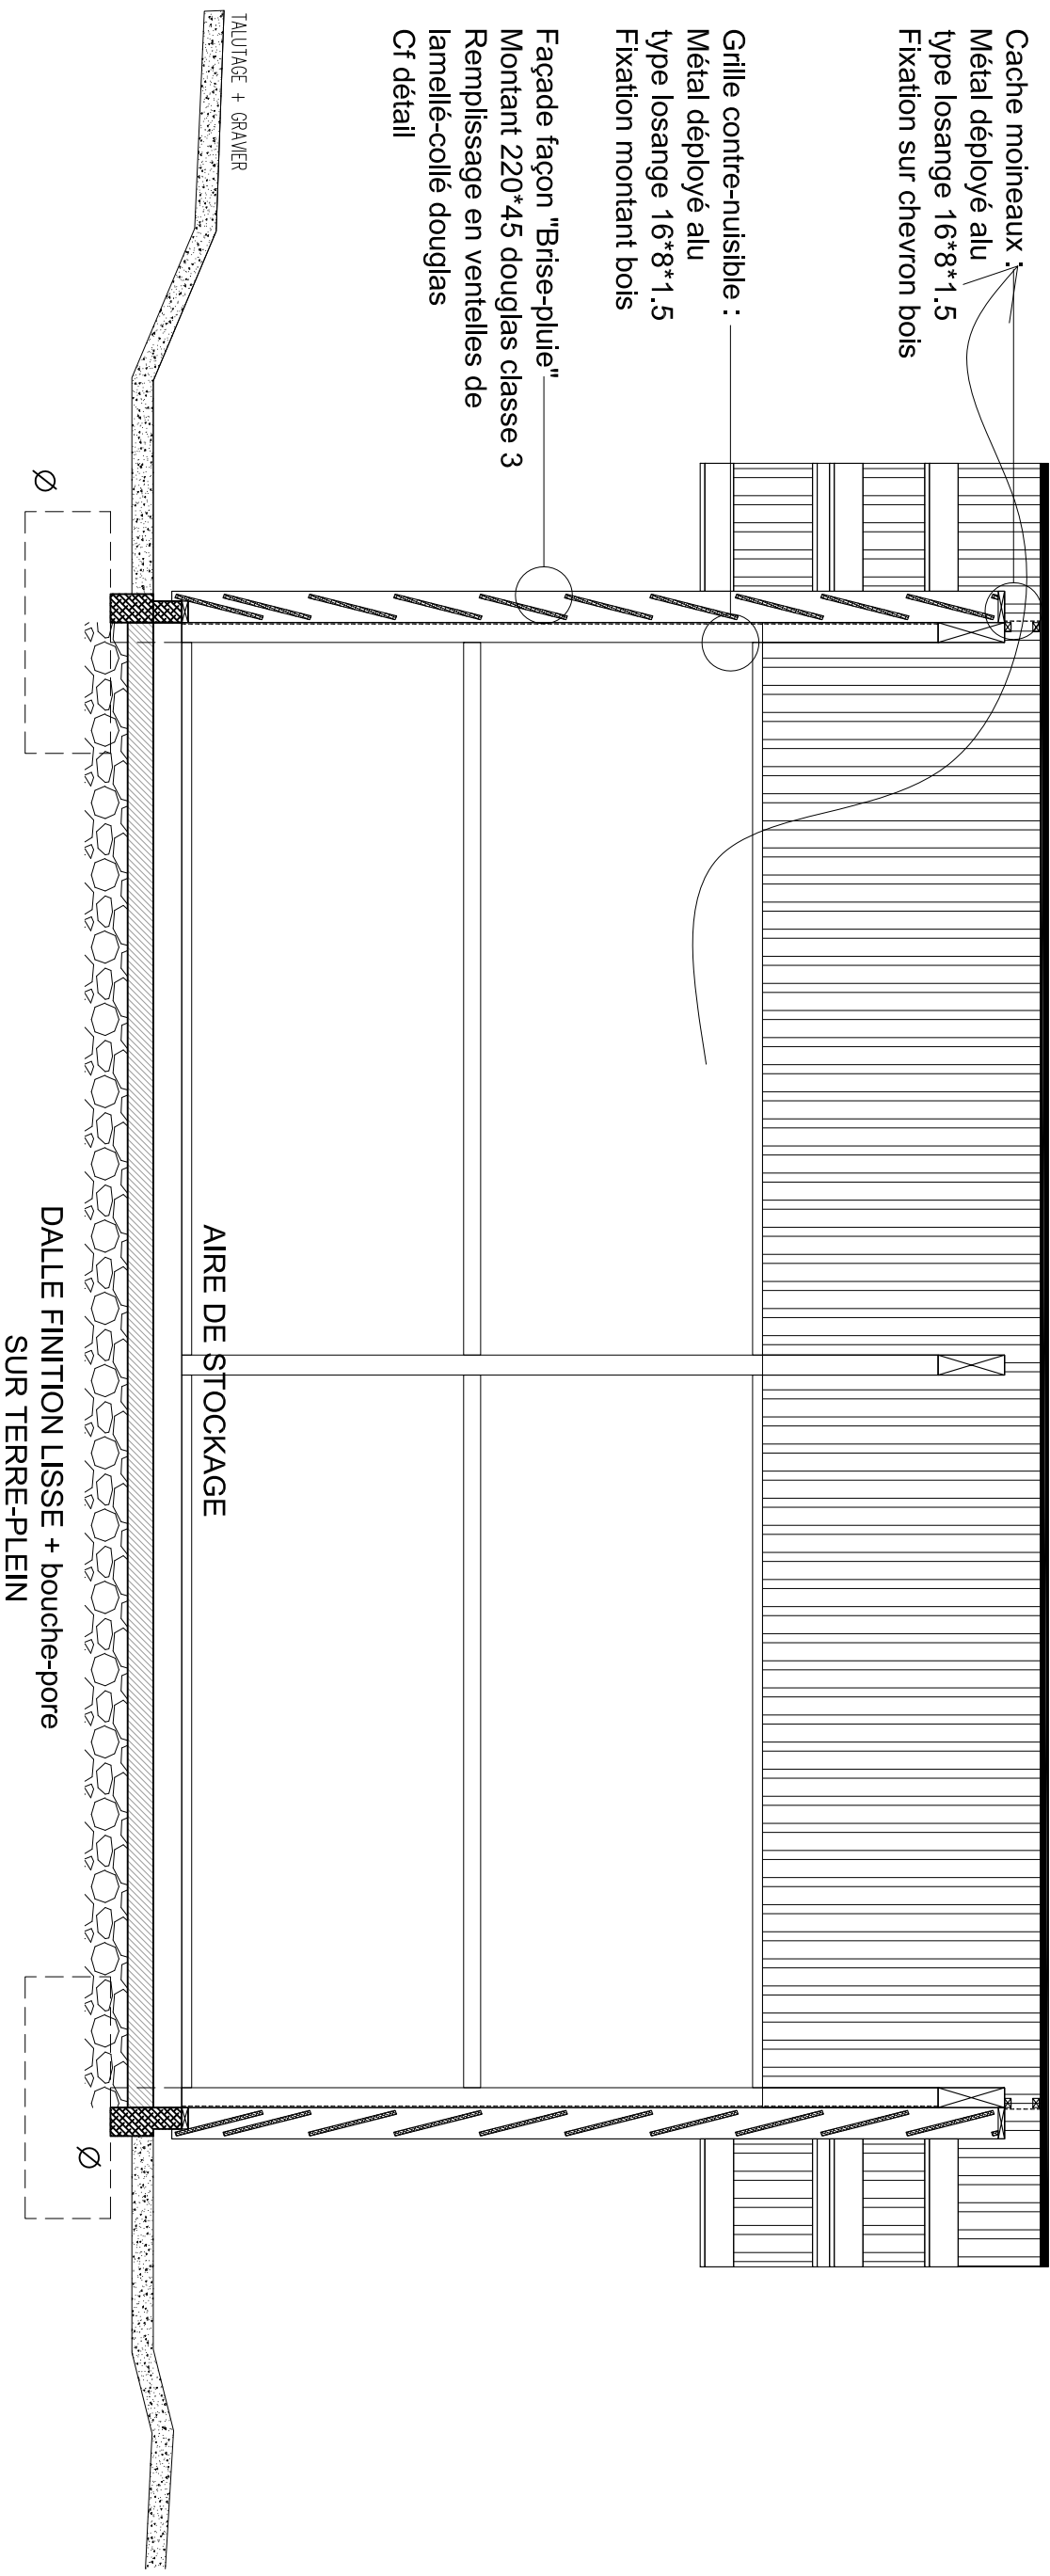 Cache moineaux :
Métal déployé alu
type losange 16*8*1.5
Fixation sur chevron bois
Grille contre-nuisible :
Métal déployé alu
type losange 16*8*1.5
Fixation montant bois
Façade façon "Brise-pluie"
Montant 220*45 douglas classe 3
Remplissage en ventelles de
lamellé-collé douglas
Cf détail
TALUTAGE + GRAVIER
AIRE DE STOCKAGE
Ø
Ø
DALLE FINITION LISSE + bouche-pore
SUR TERRE-PLEIN